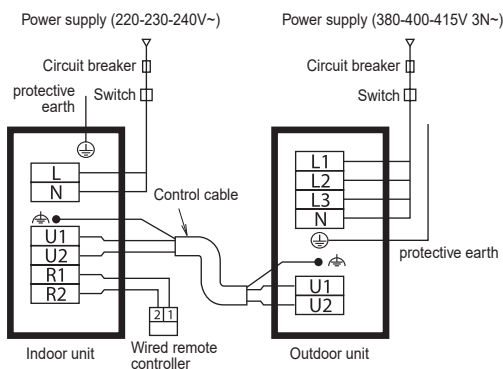 Power supply (220-230-240V~)
Power supply (380-400-415V 3N~)
Circuit breaker
Circuit breaker
protective
earth
Switch
Switch
L
N
L1
L2
L3
N
Control cable
protective earth
U1
U2
R1
R2
U1
U2
2 1
Indoor unit
Wired remote
controller
Outdoor unit